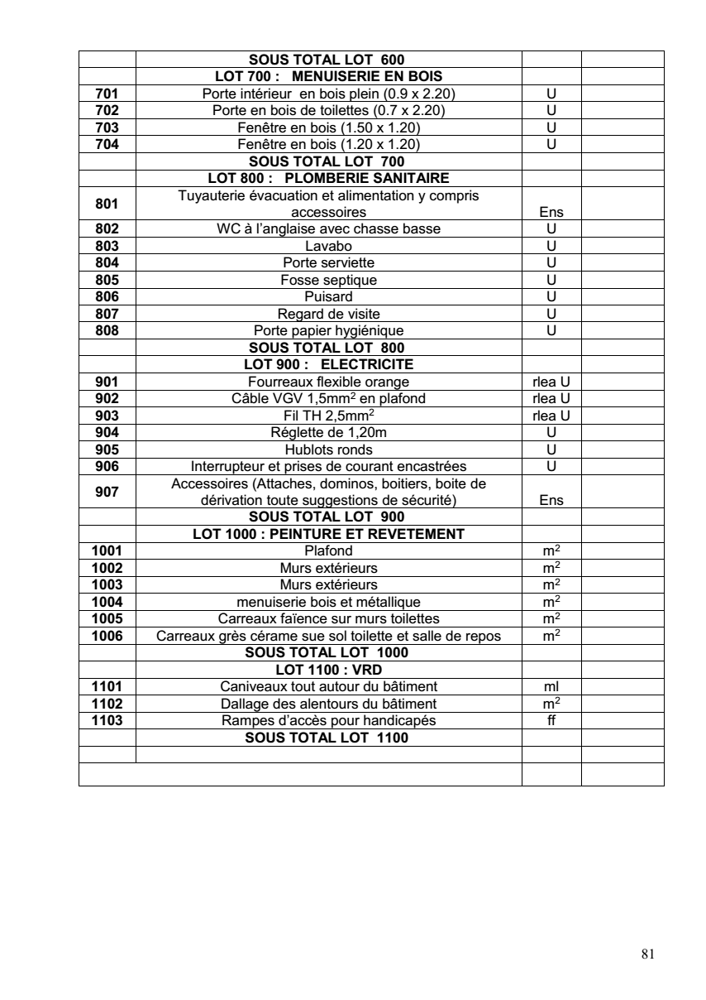 SOUS TOTAL LOT 600
LOT 700 : MENUISERIE EN BOIS
701 Porte intérieur en bois plein (0.9 x 2.20) U
702 Porte en bois de toilettes (0.7 x 2.20) U
703 Fenêtre en bois (1.50 x 1.20) U
704 Fenêtre en bois (1.20 x 1.20) U
SOUS TOTAL LOT 700
LOT 800 : PLOMBERIE SANITAIRE
801 Tuyauterie évacuation et alimentation y compris
accessoires Ens
802 WC à l’anglaise avec chasse basse U
803 Lavabo U
804 Porte serviette U
805 Fosse septique U
806 Puisard U
807 Regard de visite U
808 Porte papier hygiénique U
SOUS TOTAL LOT 800
LOT 900 : ELECTRICITE
901 Fourreaux flexible orange rlea U
902 Câble VGV 1,5mm² en plafond rlea U
903 Fil TH 2,5mm² rlea U
904 Réglette de 1,20m U
905 Hublots ronds U
906 Interrupteur et prises de courant encastrées U
907 Accessoires (Attaches, dominos, boitiers, boite de
dérivation toute suggestions de sécurité) Ens
SOUS TOTAL LOT 900
LOT 1000 : PEINTURE ET REVETEMENT
1001 Plafond m²
1002 Murs extérieurs m²
1003 Murs extérieurs m²
1004 menuiserie bois et métallique m²
1005 Carreaux faïence sur murs toilettes m²
1006 Carreaux grès cérame sue sol toilette et salle de repos m²
SOUS TOTAL LOT 1000
LOT 1100 : VRD
1101 Caniveaux tout autour du bâtiment ml
1102 Dallage des alentours du bâtiment m²
1103 Rampes d’accès pour handicapés ff
SOUS TOTAL LOT 1100
81